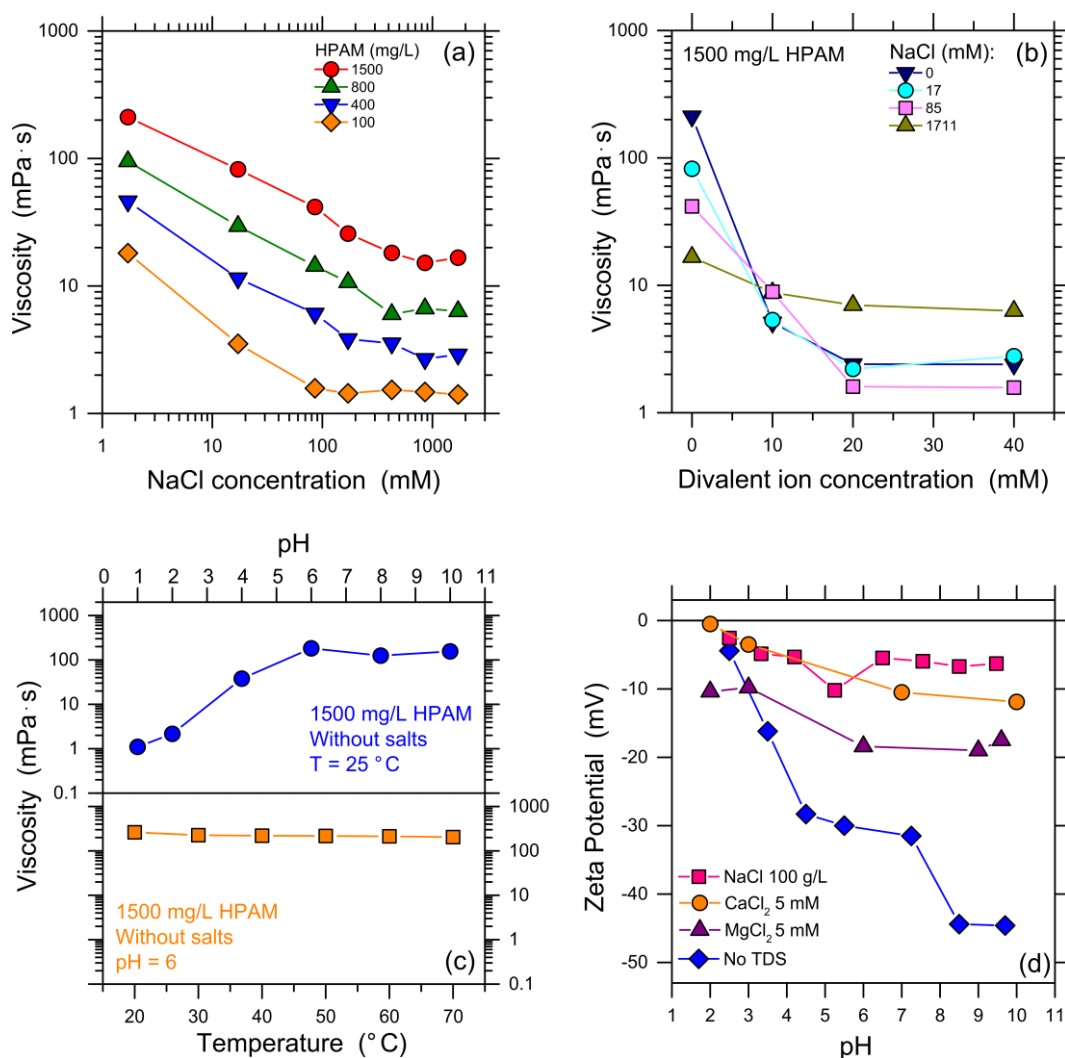 HPAM (mg/L)
1500
800
400
100
(a)
1000
100
10
1
Viscosity (mPa·s)
1
10
100
1000
NaCl concentration (mM)
1500 mg/L HPAM
NaCl (mM):
0
17
85
1711
(b)
1000
100
10
1
Viscosity (mPa·s)
0
10
20
30
40
Divalent ion concentration (mM)
pH
0 1 2 4 6 8 10 11
1000
100
10
1
0.1
Viscosity (mPa·s)
1500 mg/L HPAM
Without salts
T = 25 °C
1000
100
10
1
0.1
1500 mg/L HPAM
Without salts
pH = 6
(c)
20 30 40 50 60 70
Temperature (°C)
0
-10
-20
-30
-40
-50
Zeta Potential (mV)
NaCl 100 g/L
CaCl₂ 5 mM
MgCl₂ 5 mM
No TDS
(d)
1 2 3 4 5 6 7 8 9 10 11
pH